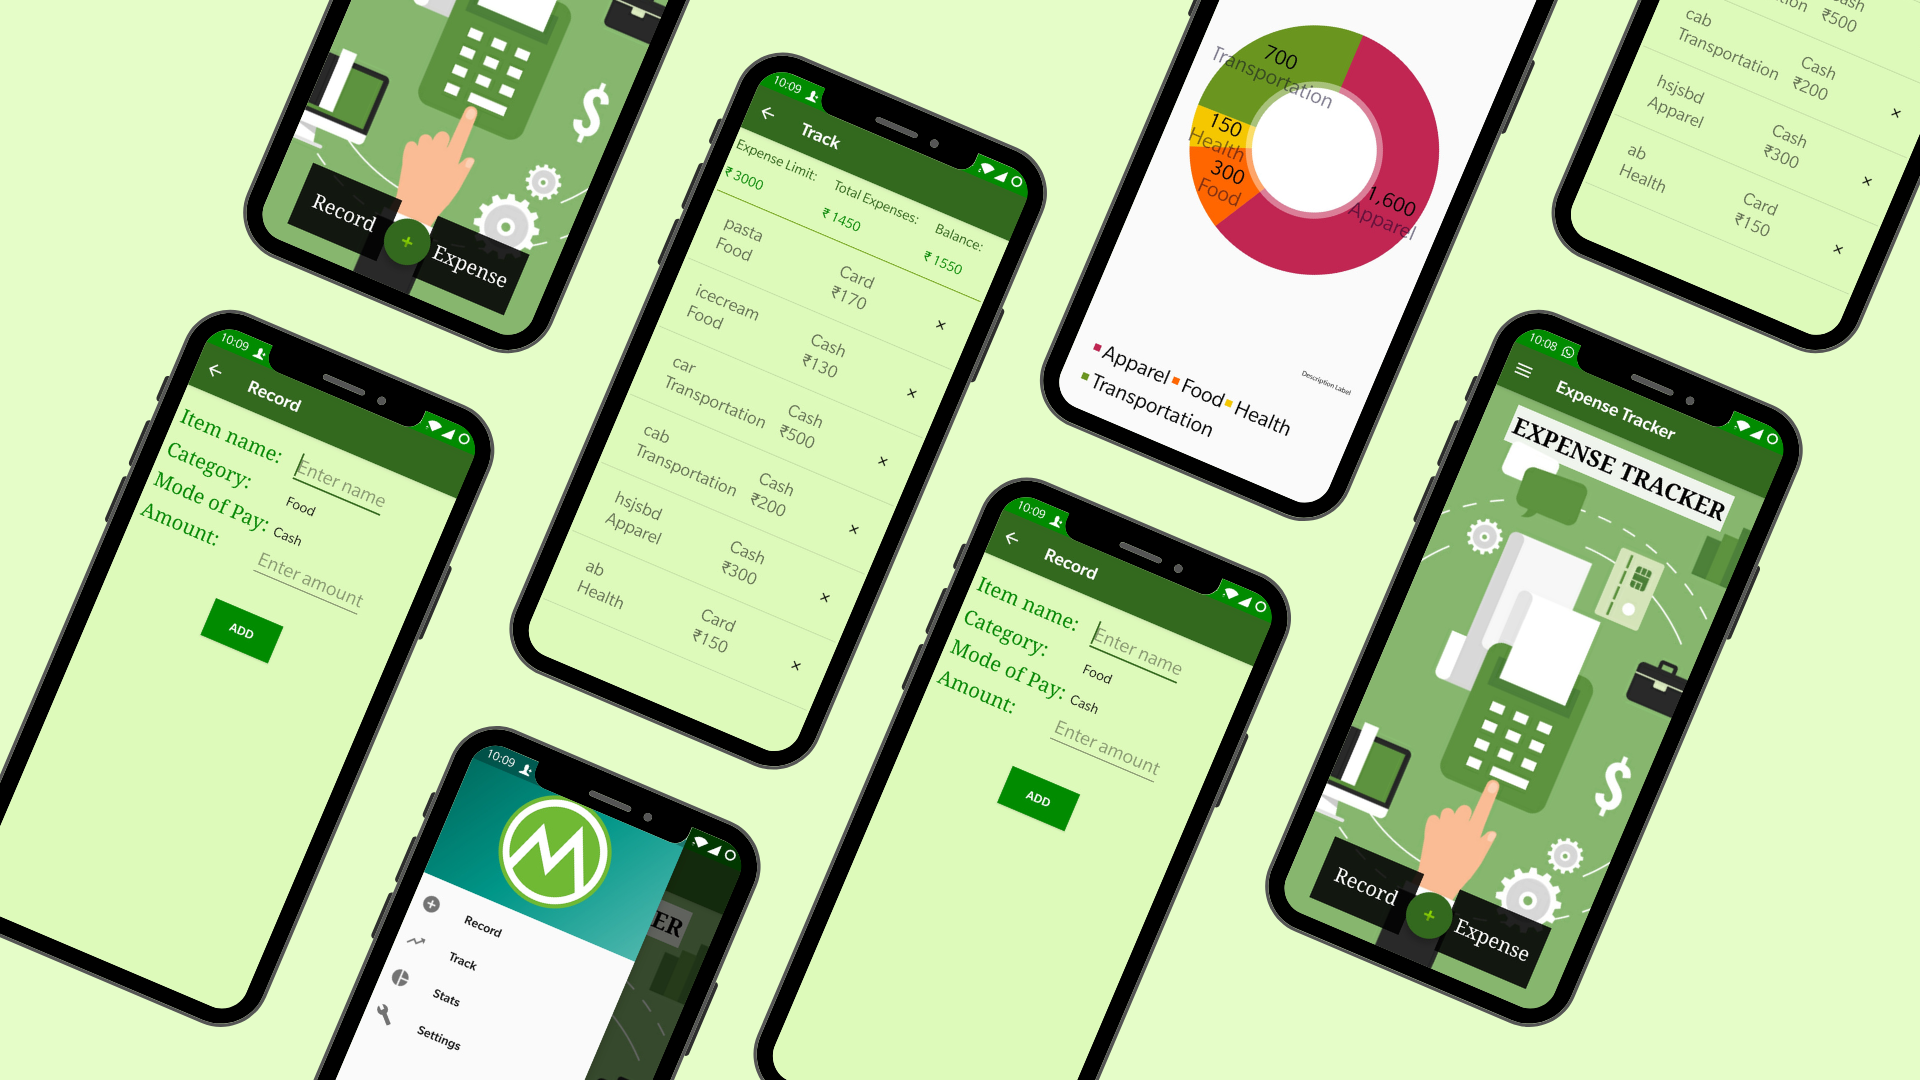 Record
Expense
10:09
Record
Item name:
Enter name
Category:
Food
Mode of Pay:
Cash
Amount:
Enter amount
ADD
10:09
Track
Expense Limit:
Total Expenses:
Balance:
₹ 3000
₹ 1450
₹ 1550
pasta
Food
Card
₹170
×
icecream
Food
Cash
₹130
×
car
Transportation
Cash
₹500
×
cab
Transportation
Cash
₹200
×
hsjsbd
Apparel
Cash
₹300
×
ab
Health
Card
₹150
×
10:09
ER
Record
Track
Stats
Settings
700
Transportation
150
Health
300
Food
1,600
Apparel
Apparel Food Health
Transportation
Description Label
10:09
Record
Item name:
Enter name
Category:
Food
Mode of Pay:
Cash
Amount:
Enter amount
ADD
₹500
cab
Transportation
Cash
₹200
×
hsjsbd
Apparel
Cash
₹300
×
ab
Health
Card
₹150
×
10:08
Expense Tracker
EXPENSE TRACKER
$
Record
+
Expense